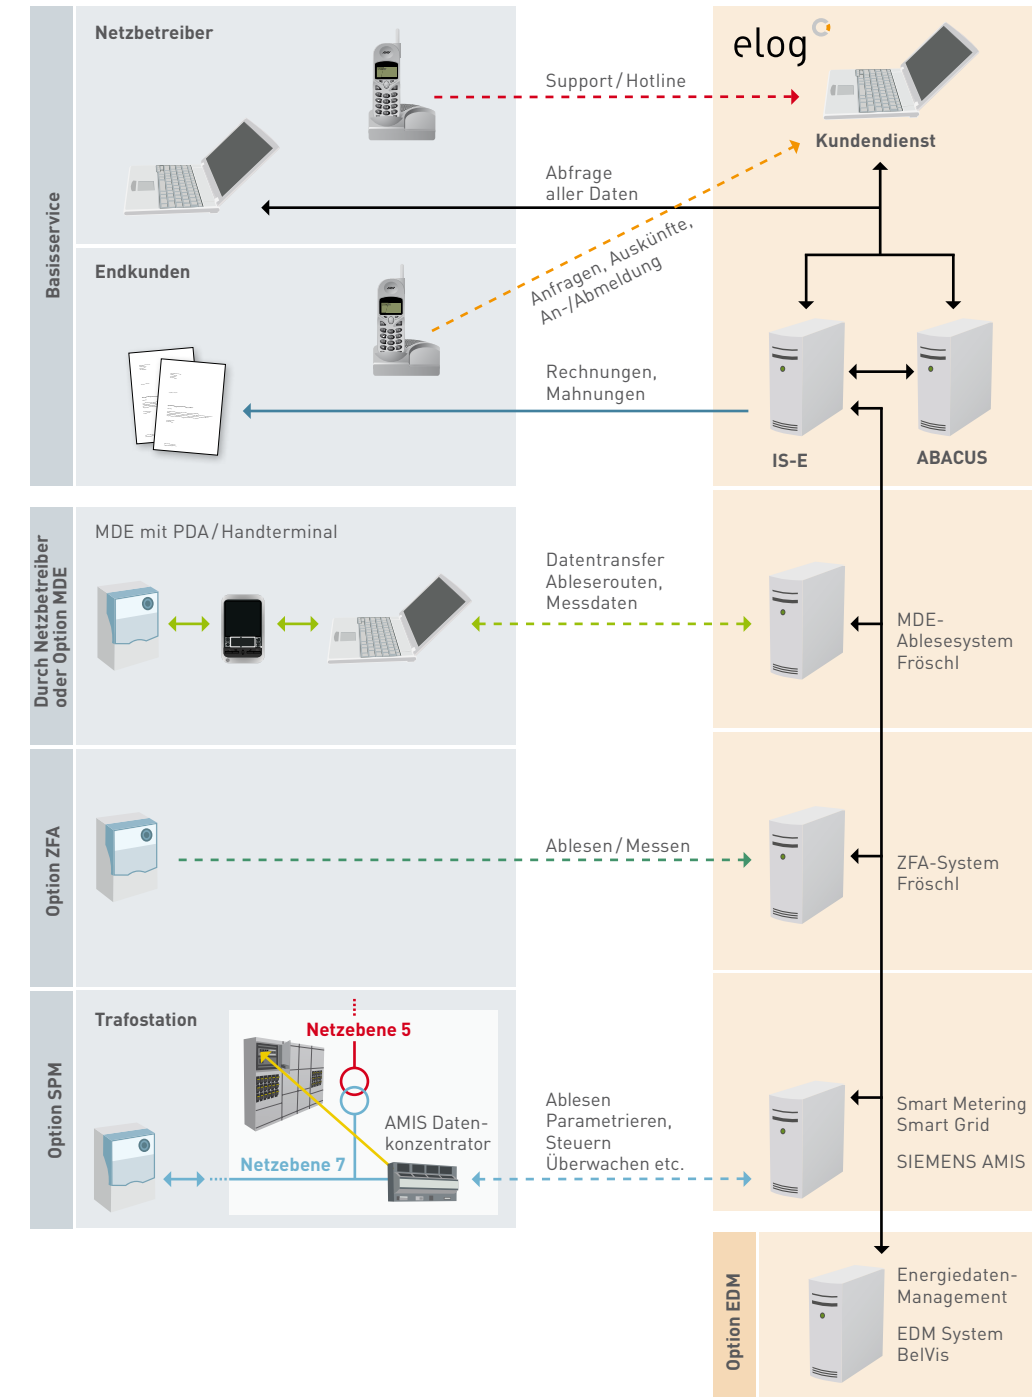 Basisservice
Netzbetreiber
Support / Hotline
elog
Kundendienst
Abfrage
aller Daten
Endkunden
Anfragen, Auskünfte,
An-/Abmeldung
Rechnungen,
Mahnungen
IS-E
ABACUS
Durch Netzbetreiber
oder Option MDE
MDE mit PDA / Handterminal
Datentransfer
Ableserouten,
Messdaten
MDE-
Ablesesystem
Fröschl
Option ZFA
Ablesen / Messen
ZFA-System
Fröschl
Option SPM
Trafostation
Netzebene 5
AMIS Daten-
konzentrator
Netzebene 7
Ablesen
Parametrieren,
Steuern
Überwachen etc.
Smart Metering
Smart Grid
SIEMENS AMIS
Option EDM
Energiedaten-
Management
EDM System
BelVis